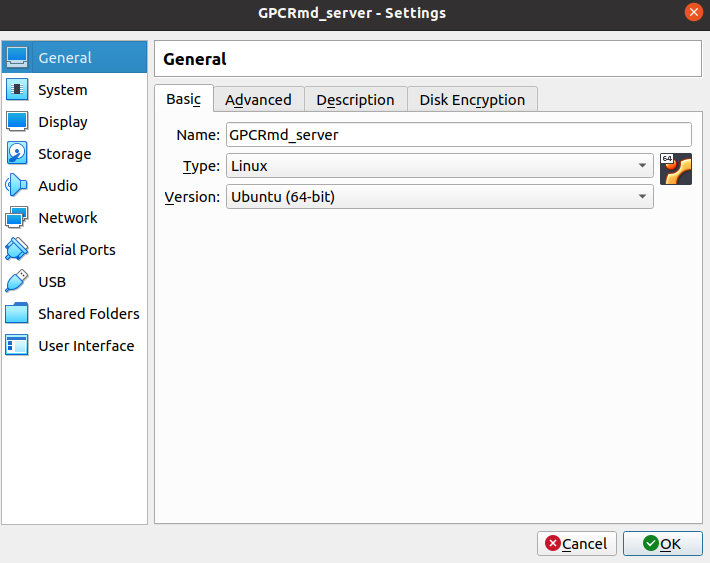 GPCRmd_server - Settings
General
System
Display
Storage
Audio
Network
Serial Ports
USB
Shared Folders
User Interface
General
Basic Advanced Description Disk Encryption
Name: GPCRmd_server
Type: Linux
64
Version: Ubuntu (64-bit)
Cancel OK